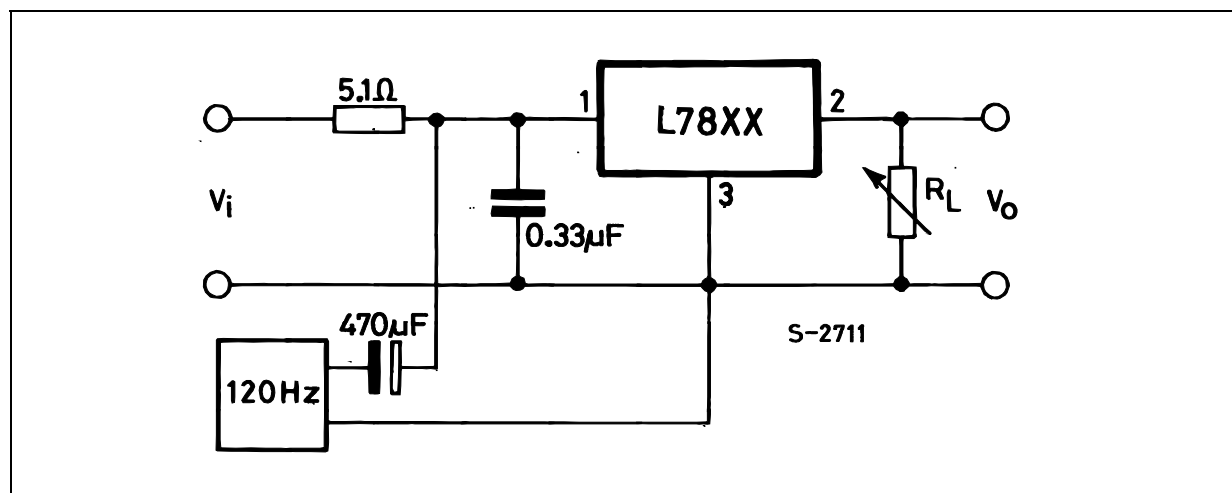 5.1Ω
1
L78XX
2
3
Vi
0.33µF
RL
Vo
470µF
S-2711
120Hz